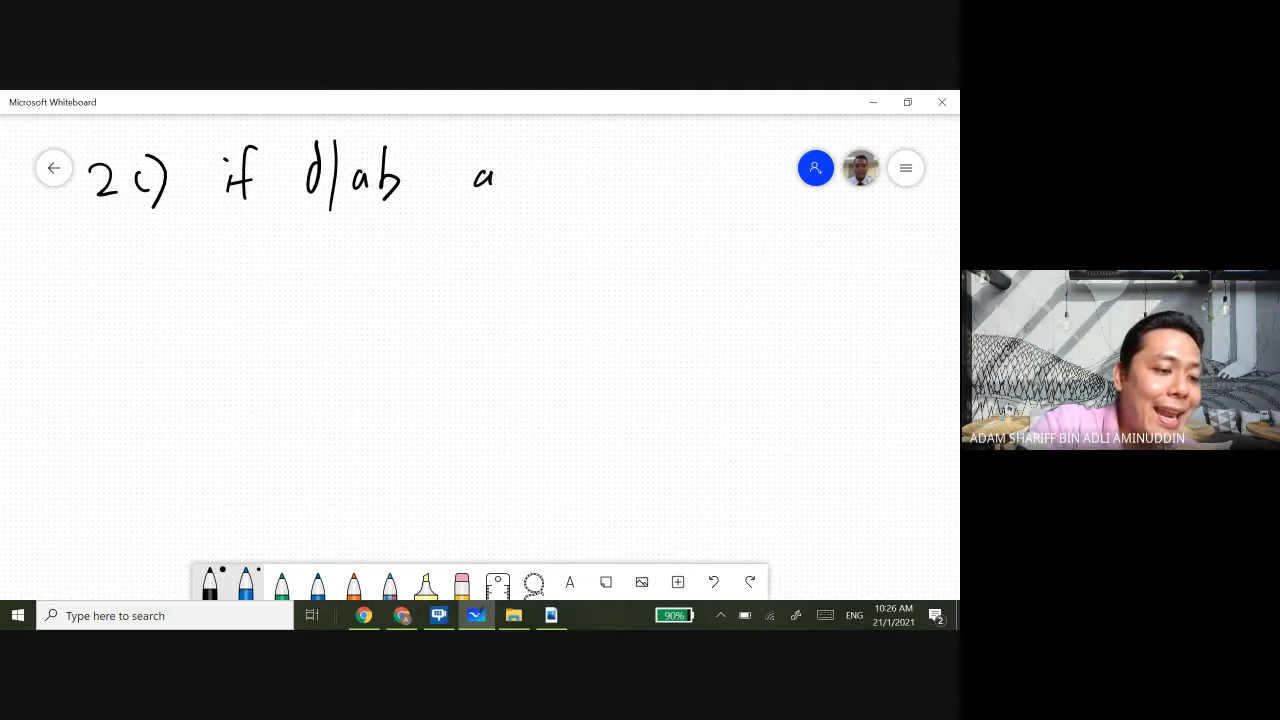 Microsoft Whiteboard
2c) if d|ab a
ADAM SHARIFF BIN ADLI AMINUDDIN
A
Type here to search
90%
ENG
10:26 AM
21/1/2021
2